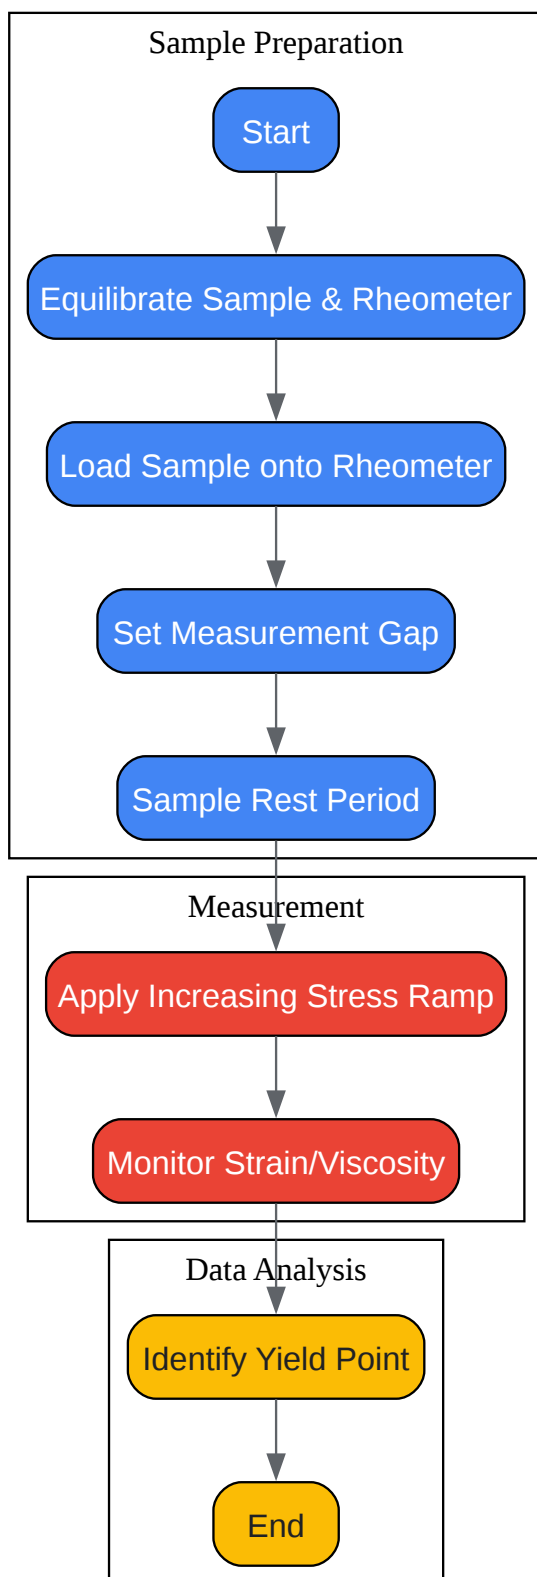 Sample Preparation
Start
Equilibrate Sample & Rheometer
Load Sample onto Rheometer
Set Measurement Gap
Sample Rest Period
Measurement
Apply Increasing Stress Ramp
Monitor Strain/Viscosity
Data Analysis
Identify Yield Point
End